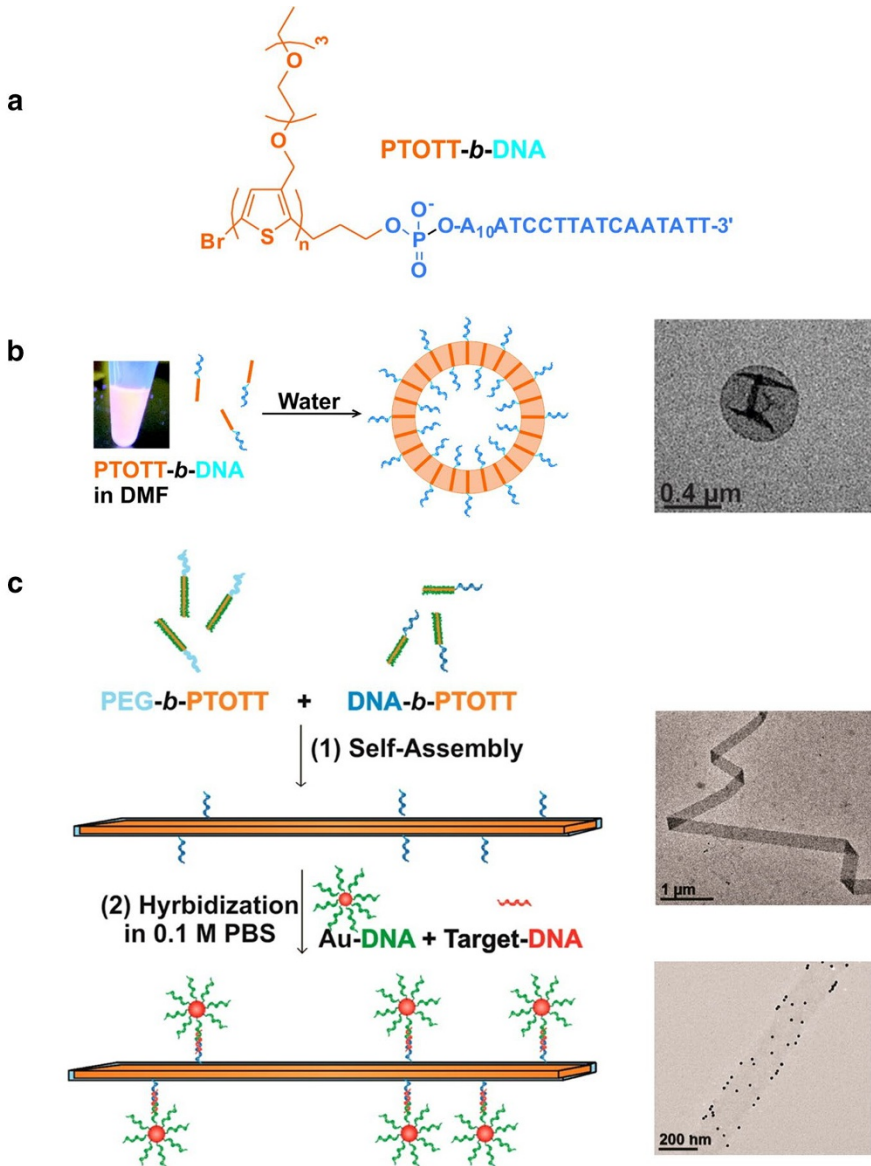 a
3
O
O
O
PTOTT-b-DNA
Br
S
n
O
O-
P
O
O-A10ATCCTTATCAATATT-3'
b
Water
PTOTT-b-DNA
in DMF
0.4 µm
c
PEG-b-PTOTT + DNA-b-PTOTT
(1) Self-Assembly
1 µm
(2) Hyrbidization
in 0.1 M PBS
Au-DNA + Target-DNA
200 nm